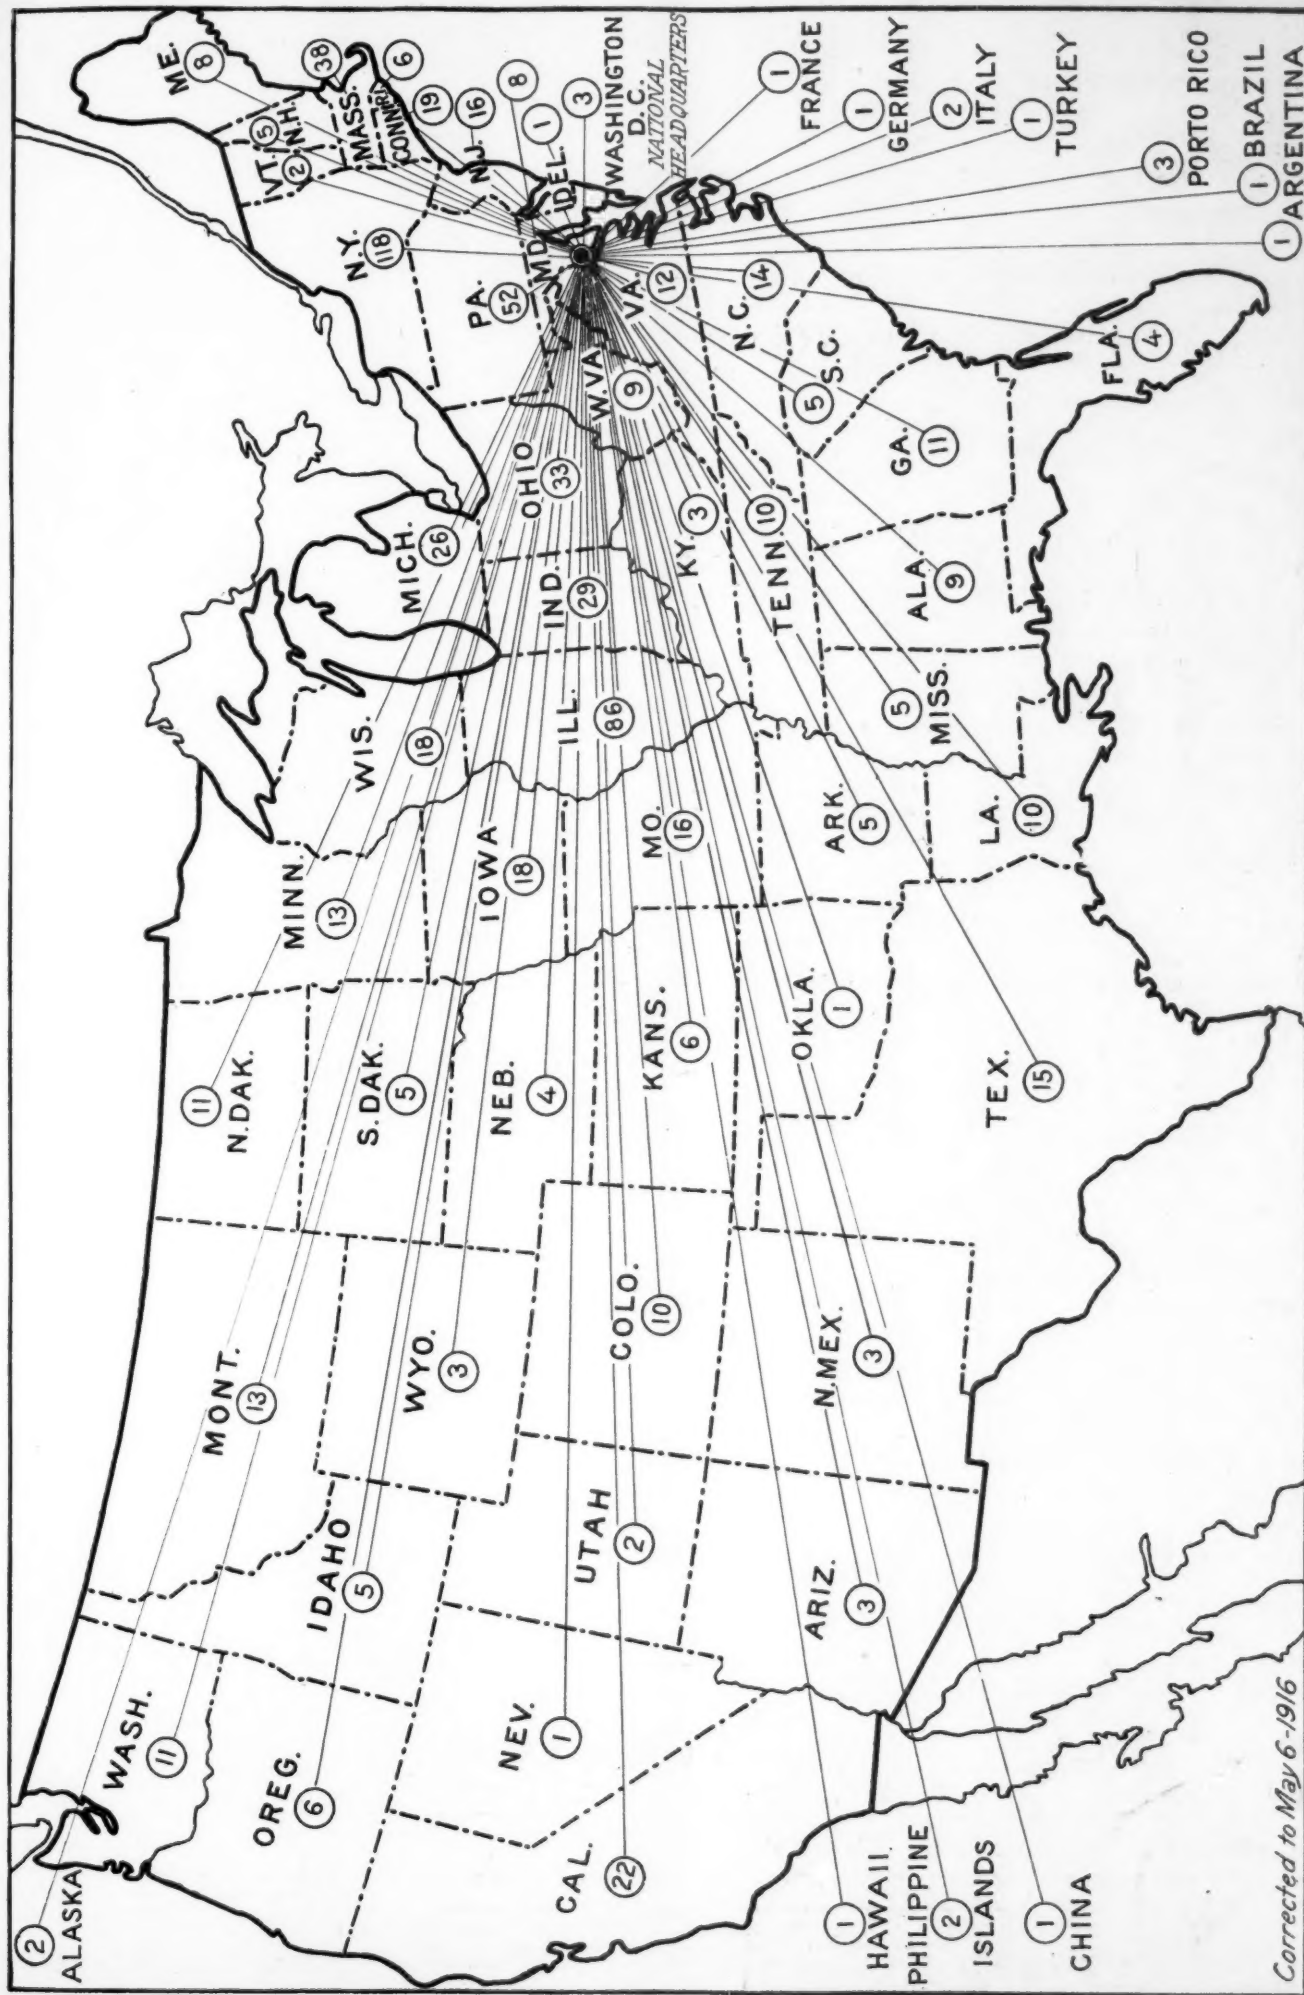 2
ALASKA
WASH.
11
OREG.
6
CAL.
22
NEV.
1
IDAHO
5
MONT.
13
WYO.
3
UTAH
2
COLO.
10
ARIZ.
3
N.MEX.
3
11
N.DAK.
S.DAK.
5
NEB.
4
KANS.
6
OKLA.
1
TEX.
15
MINN.
13
IOWA
18
MO.
16
ARK.
5
LA.
10
WIS.
18
ILL.
86
MICH.
26
IND.
29
OHIO
33
KY.
3
TENN.
10
MISS.
5
ALA.
9
GA.
11
FLA.
4
S.C.
5
N.C.
14
VA.
12
W.VA.
9
PA.
52
N.Y.
118
VT.
2
N.H.
5
ME.
8
MASS.
38
CONN.
R.I.
6
19
N.J.
16
MD.
8
DEL.
1
3
WASHINGTON
D.C.
NATIONAL
HEADQUARTERS
1
FRANCE
1
GERMANY
2
ITALY
1
TURKEY
3
PORTO RICO
1
BRAZIL
1
ARGENTINA
1
HAWAII
PHILIPPINE
2
ISLANDS
1
CHINA
Corrected to May 6-1916